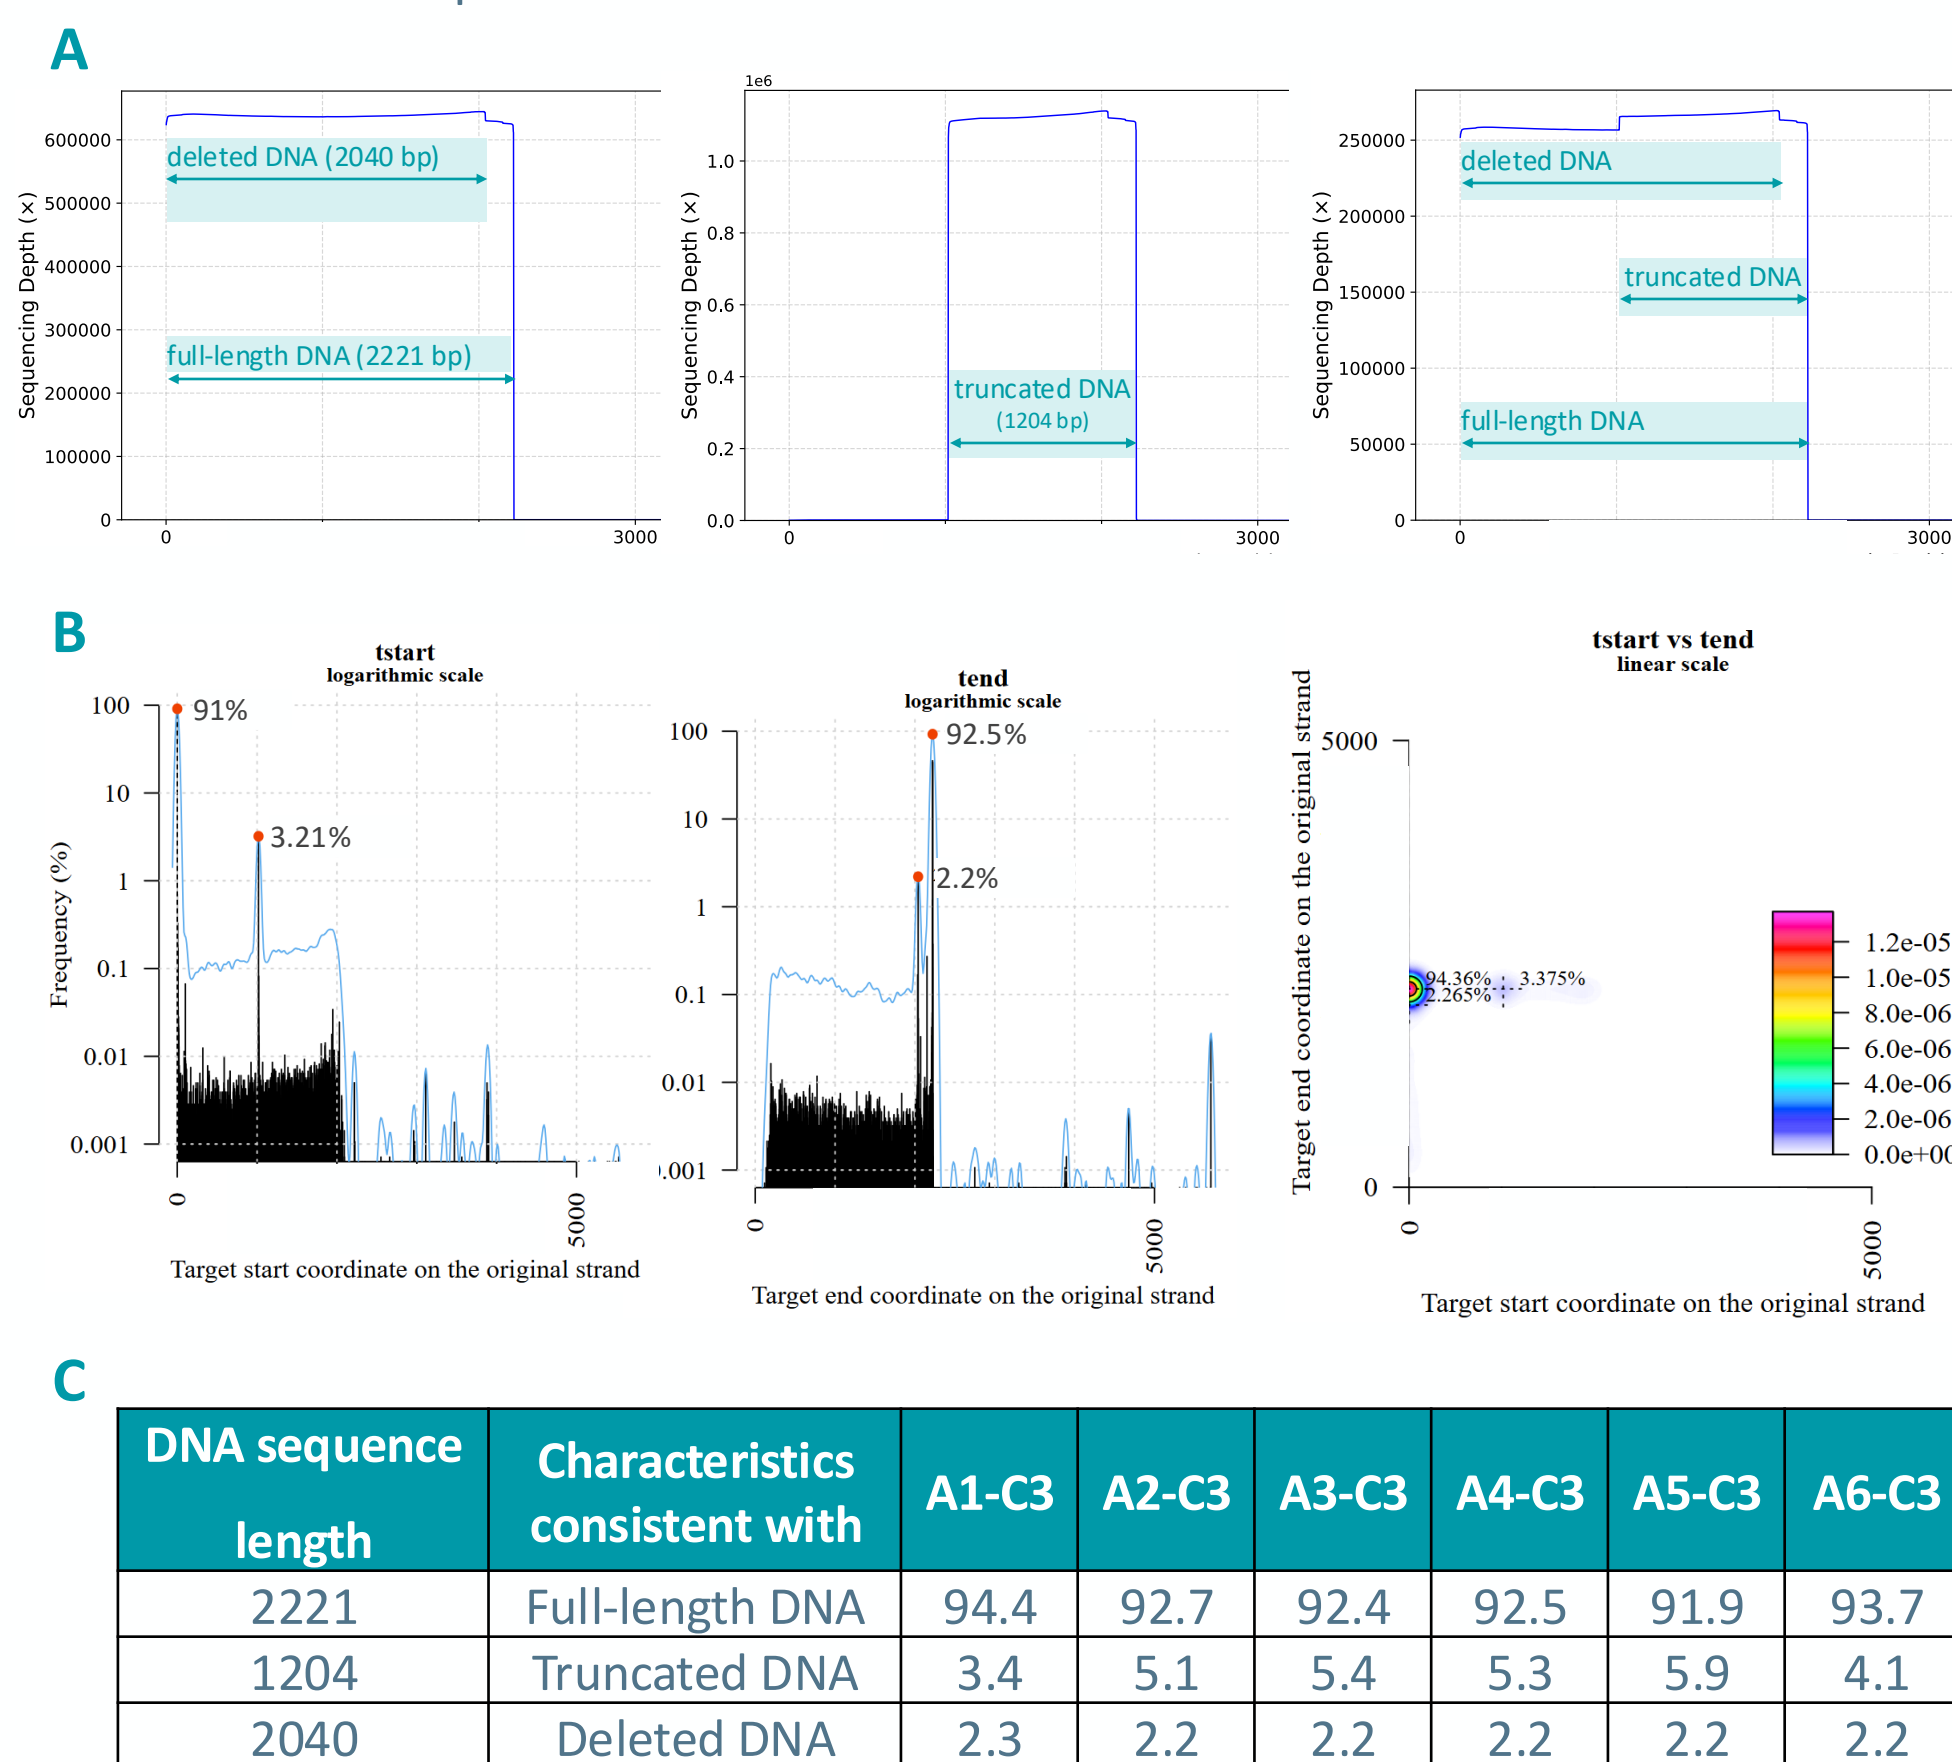 A
600000
500000
400000
300000
200000
100000
0
Sequencing Depth (×)
deleted DNA (2040 bp)
full-length DNA (2221 bp)
0
3000
1e6
1.0
0.8
0.6
0.4
0.2
0.0
Sequencing Depth (×)
truncated DNA
(1204 bp)
0
3000
250000
200000
150000
100000
50000
0
Sequencing Depth (×)
deleted DNA
truncated DNA
full-length DNA
0
3000
B
tstart
logarithmic scale
100
10
1
0.1
0.01
0.001
Frequency (%)
91%
3.21%
0
5000
Target start coordinate on the original strand
tend
logarithmic scale
100
10
1
0.1
0.01
.001
92.5%
2.2%
0
5000
Target end coordinate on the original strand
tstart vs tend
linear scale
Target end coordinate on the original strand
5000
0
94.36%
2.265%
3.375%
1.2e-05
1.0e-05
8.0e-06
6.0e-06
4.0e-06
2.0e-06
0.0e+00
0
5000
Target start coordinate on the original strand
C
DNA sequence
length
Characteristics
consistent with
A1-C3 A2-C3 A3-C3 A4-C3 A5-C3 A6-C3
2221 Full-length DNA 94.4 92.7 92.4 92.5 91.9 93.7
1204 Truncated DNA 3.4 5.1 5.4 5.3 5.9 4.1
2040 Deleted DNA 2.3 2.2 2.2 2.2 2.2 2.2